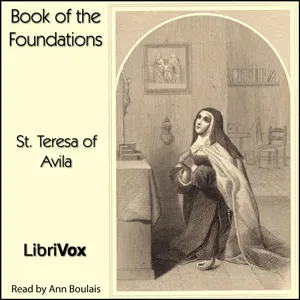 Book of the
Foundations
St. Teresa of
Avila
LibriVox
Read by Ann Boulais